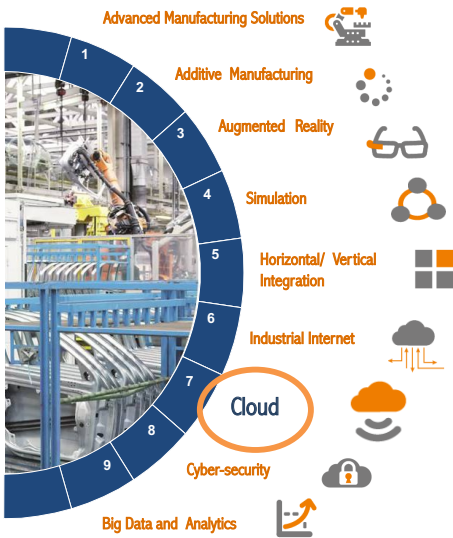 Advanced Manufacturing Solutions
1
Additive Manufacturing
2
Augmented Reality
3
Simulation
4
Horizontal/ Vertical
Integration
5
Industrial Internet
6
Cloud
7
Cyber-security
8
Big Data and Analytics
9